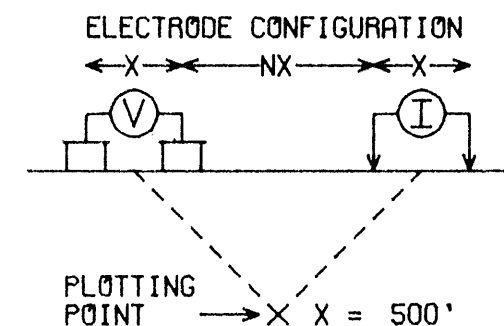 ELECTRODE CONFIGURATION
X NX X
V I
PLOTTING
POINT X X = 500'